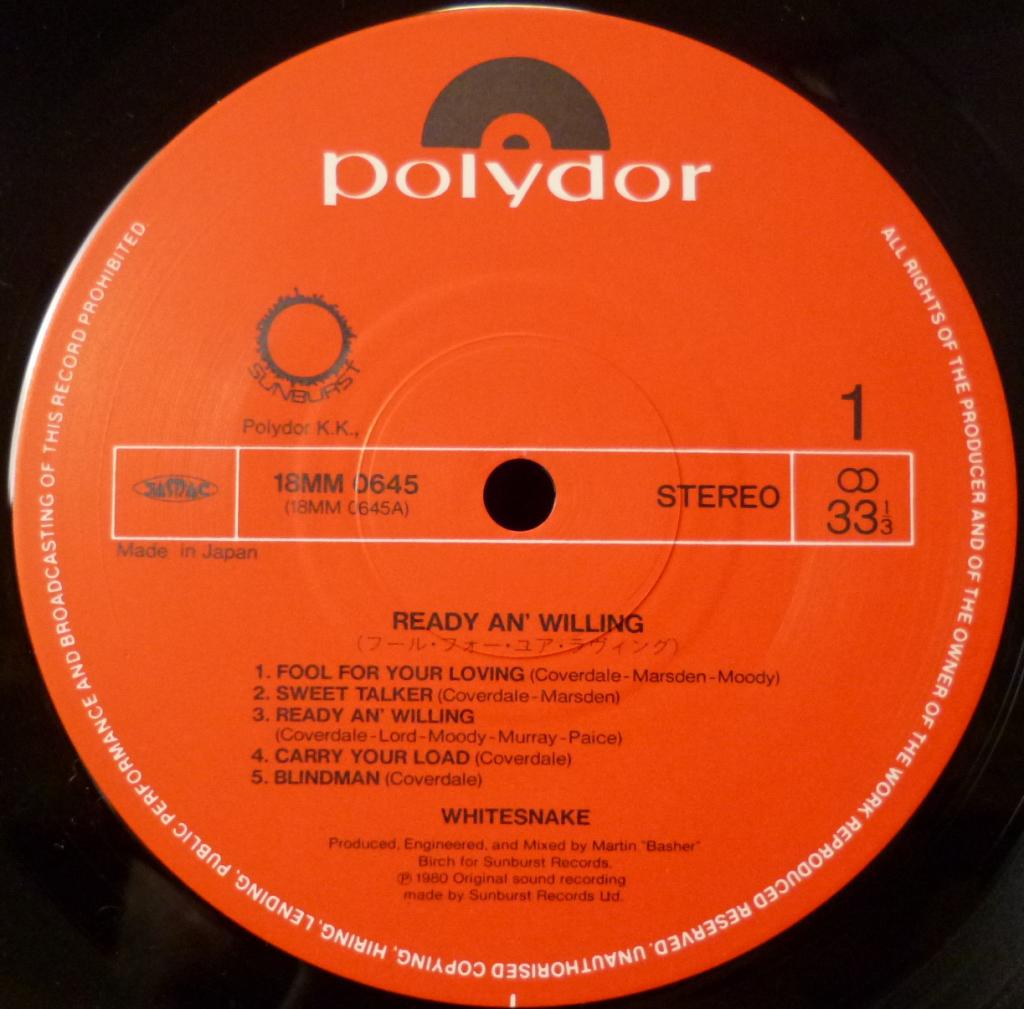 polydor
SUNBURST
Polydor K.K.,
1
JASRAC
18MM 0645
(18MM 0645A)
STEREO
33 1/3
Made in Japan
READY AN' WILLING
(フール・フォー・ユア・ラヴィング)
1. FOOL FOR YOUR LOVING (Coverdale-Marsden-Moody)
2. SWEET TALKER (Coverdale-Marsden)
3. READY AN' WILLING
(Coverdale-Lord-Moody-Murray-Paice)
4. CARRY YOUR LOAD (Coverdale)
5. BLINDMAN (Coverdale)
WHITESNAKE
Produced, Engineered, and Mixed by Martin "Basher"
Birch for Sunburst Records.
℗ 1980 Original sound recording
made by Sunburst Records Ltd.
ALL RIGHTS OF THE PRODUCER AND OF THE OWNER OF THE WORK REPRODUCED RESERVED. UNAUTHORISED COPYING, HIRING, LENDING, PUBLIC PERFORMANCE AND BROADCASTING OF THIS RECORD PROHIBITED.